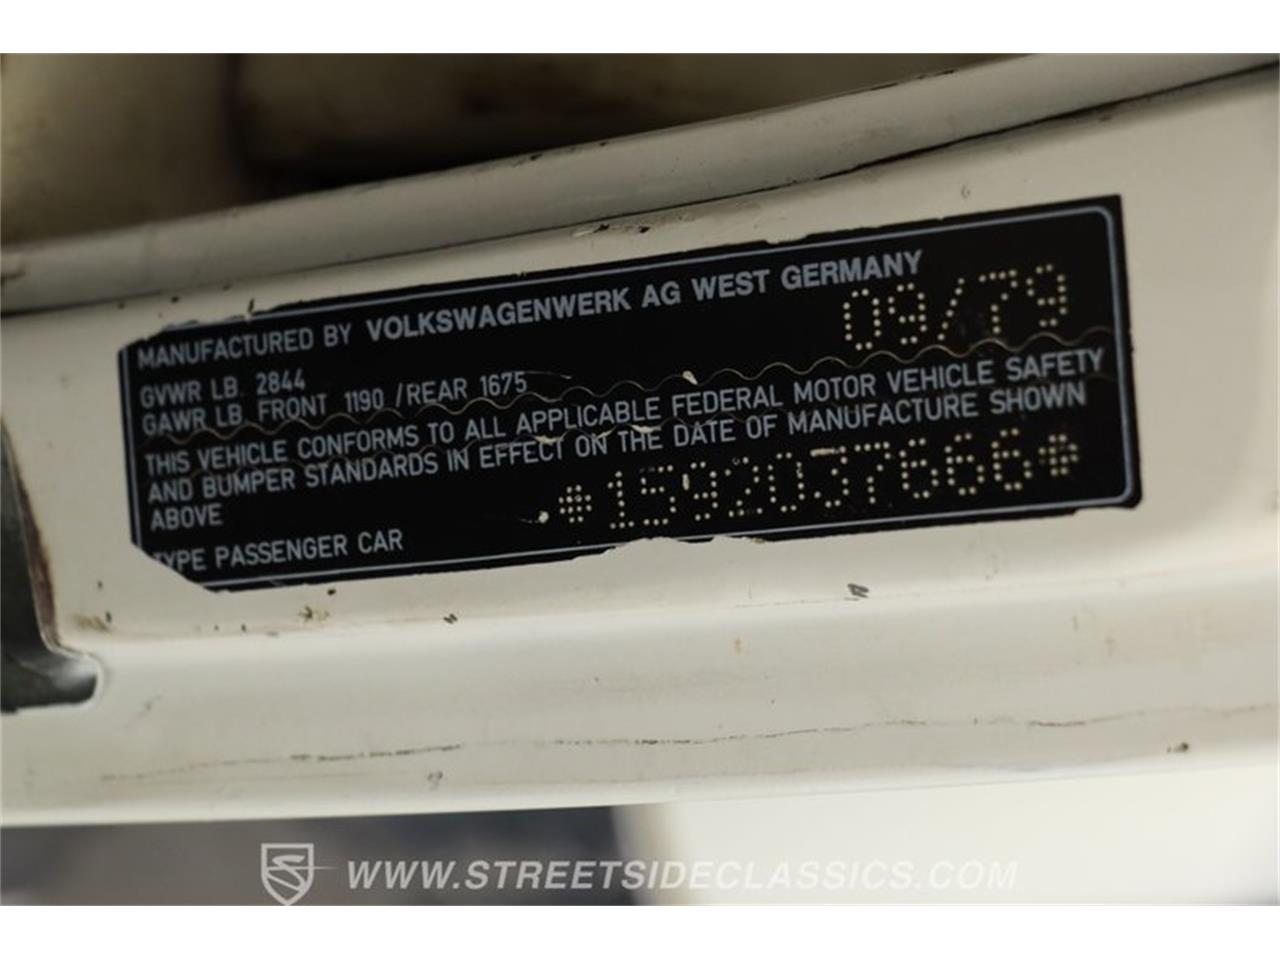 MANUFACTURED BY VOLKSWAGENWERK AG WEST GERMANY
09/79
GVWR LB. 2844
GAWR LB. FRONT 1190 /REAR 1675
THIS VEHICLE CONFORMS TO ALL APPLICABLE FEDERAL MOTOR VEHICLE SAFETY
AND BUMPER STANDARDS IN EFFECT ON THE DATE OF MANUFACTURE SHOWN
ABOVE
*1592037666*
TYPE PASSENGER CAR
WWW.STREETSIDECLASSICS.COM